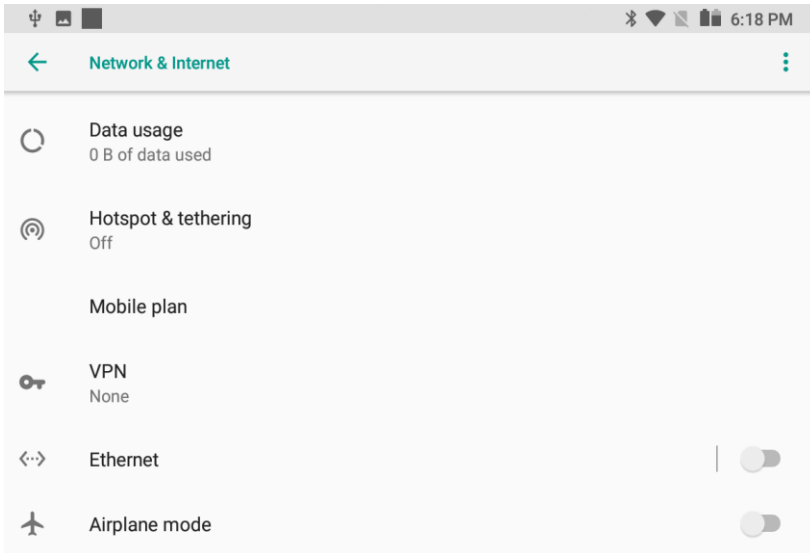 6:18 PM
Network & Internet
Data usage
0 B of data used
Hotspot & tethering
Off
Mobile plan
VPN
None
Ethernet
Airplane mode